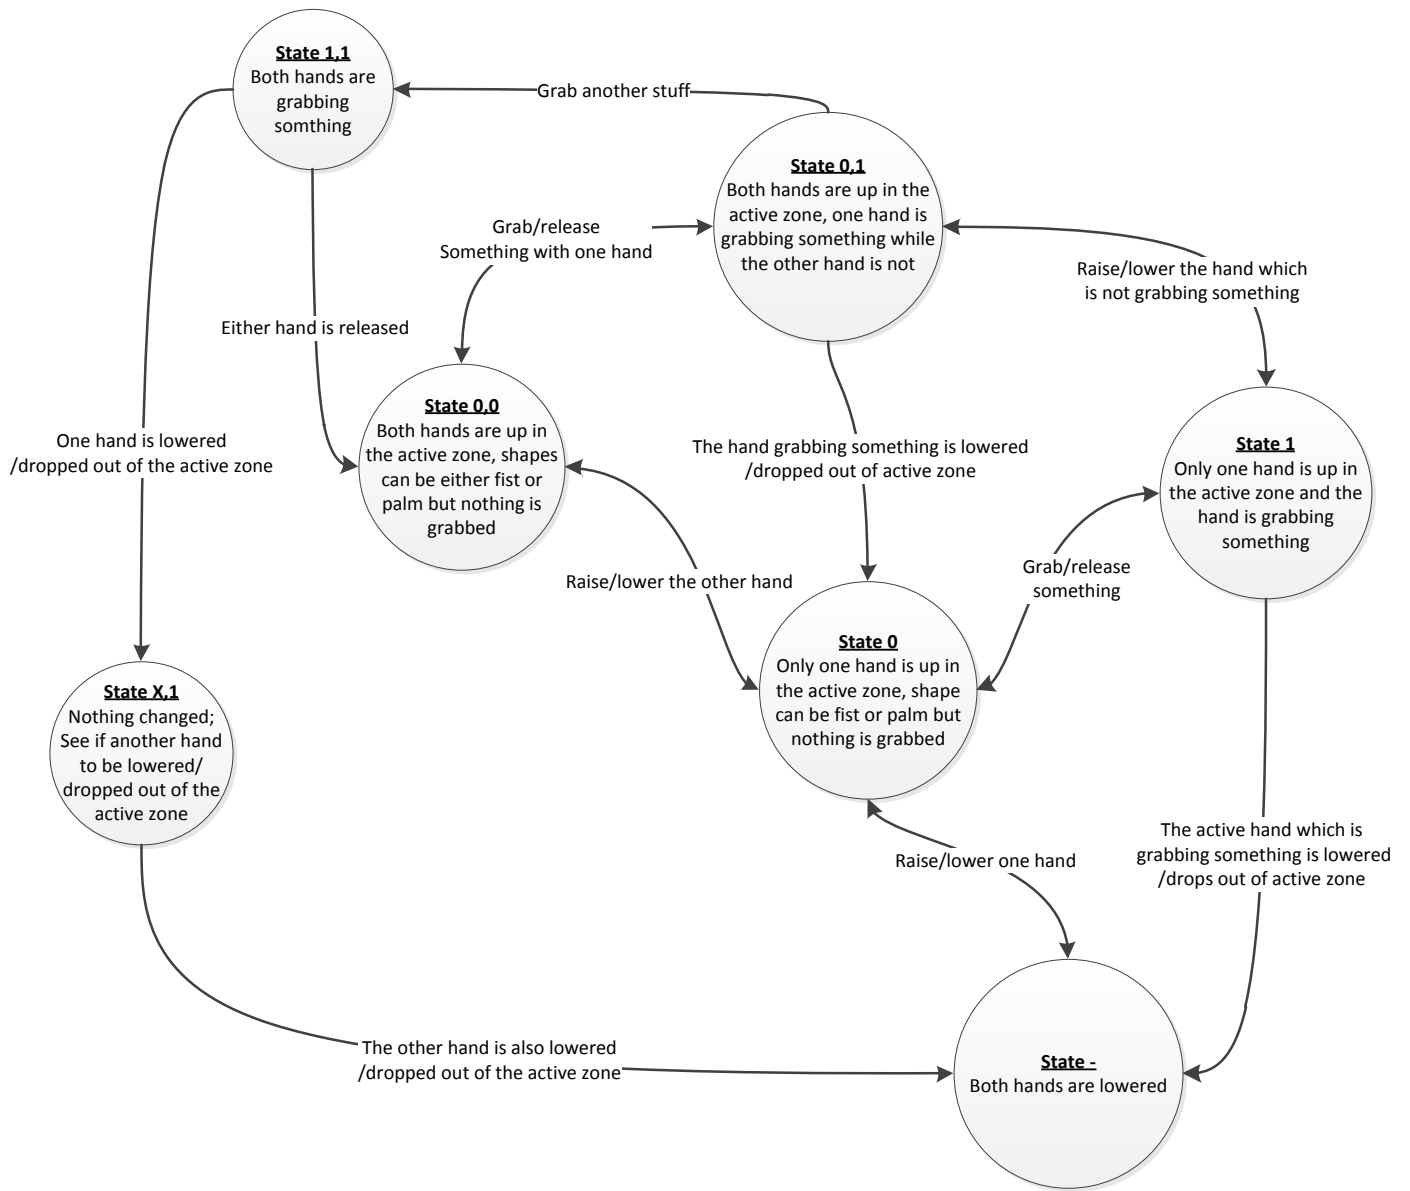 State 1,1
Both hands are
grabbing
somthing
Grab another stuff
State 0,1
Both hands are up in the
active zone, one hand is
grabbing something while
the other hand is not
Grab/release
Something with one hand
Raise/lower the hand which
is not grabbing something
Either hand is released
State 0,0
Both hands are up in
the active zone, shapes
can be either fist or
palm but nothing is
grabbed
One hand is lowered
/dropped out of the active zone
The hand grabbing something is lowered
/dropped out of active zone
State 1
Only one hand is up in
the active zone and the
hand is grabbing
something
Raise/lower the other hand
Grab/release
something
State 0
Only one hand is up in
the active zone, shape
can be fist or palm but
nothing is grabbed
State X,1
Nothing changed;
See if another hand
to be lowered/
dropped out of the
active zone
Raise/lower one hand
The active hand which is
grabbing something is lowered
/drops out of active zone
The other hand is also lowered
/dropped out of the active zone
State -
Both hands are lowered